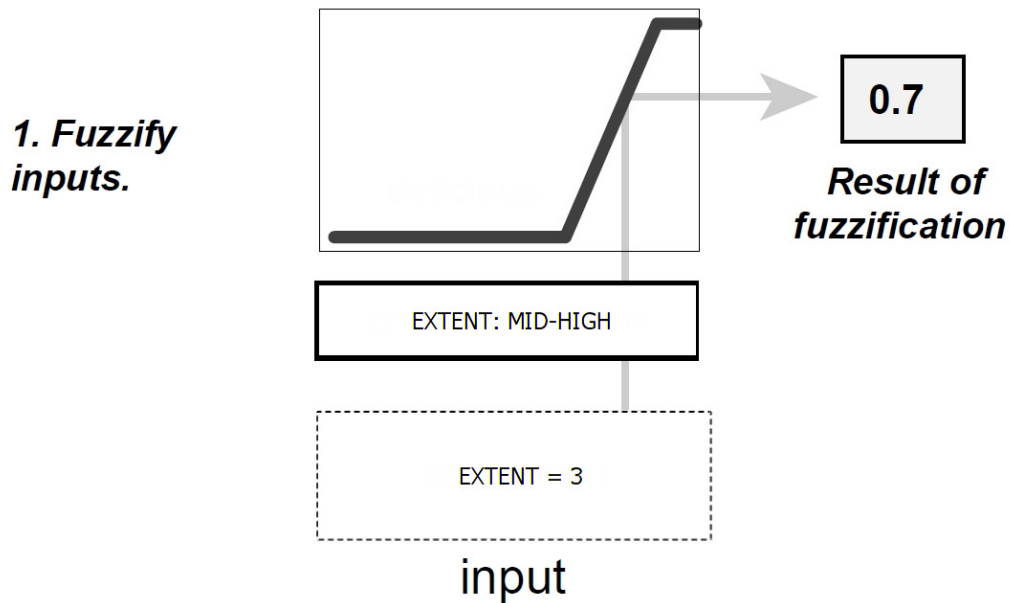 1. Fuzzify
inputs.
0.7
Result of
fuzzification
EXTENT: MID-HIGH
EXTENT = 3
input